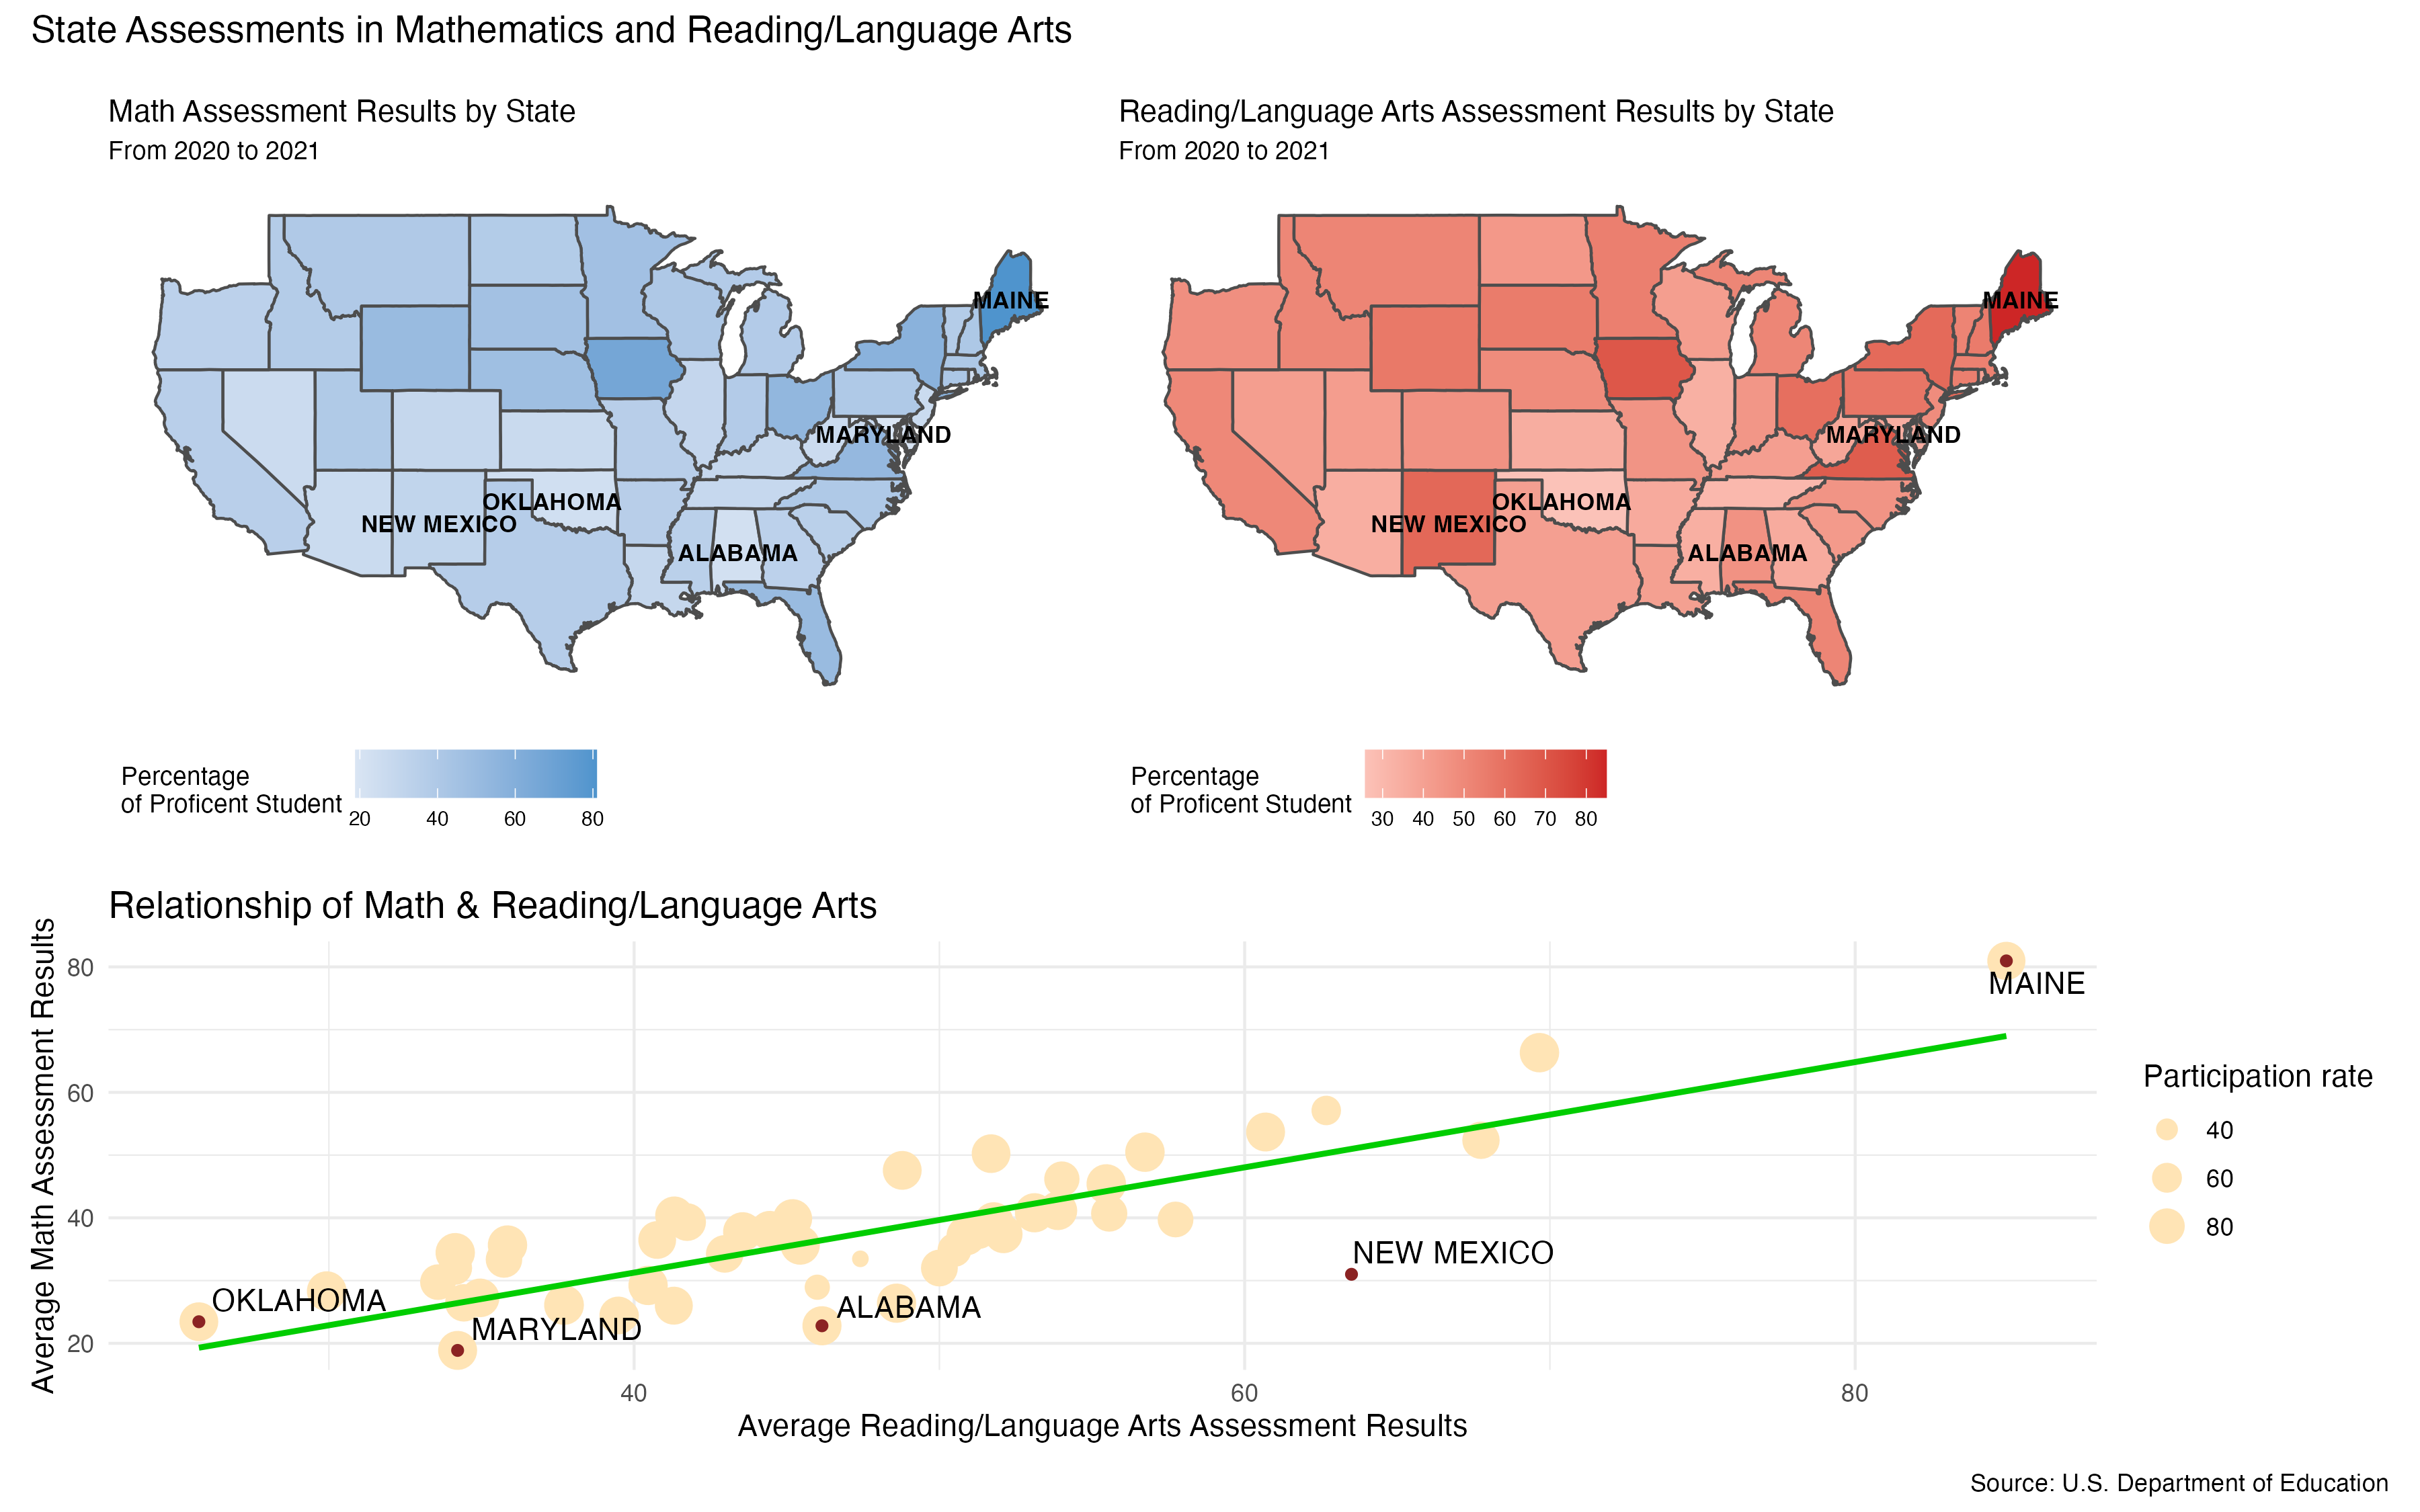 State Assessments in Mathematics and Reading/Language Arts
Math Assessment Results by State
From 2020 to 2021
MAINE
MARYLAND
OKLAHOMA
NEW MEXICO
ALABAMA
Percentage
of Proficent Student
20 40 60 80
Reading/Language Arts Assessment Results by State
From 2020 to 2021
MAINE
MARYLAND
OKLAHOMA
NEW MEXICO
ALABAMA
Percentage
of Proficent Student
30 40 50 60 70 80
Relationship of Math & Reading/Language Arts
Average Math Assessment Results
80
60
40
20
MAINE
NEW MEXICO
OKLAHOMA
ALABAMA
MARYLAND
40 60 80
Average Reading/Language Arts Assessment Results
Participation rate
40
60
80
Source: U.S. Department of Education